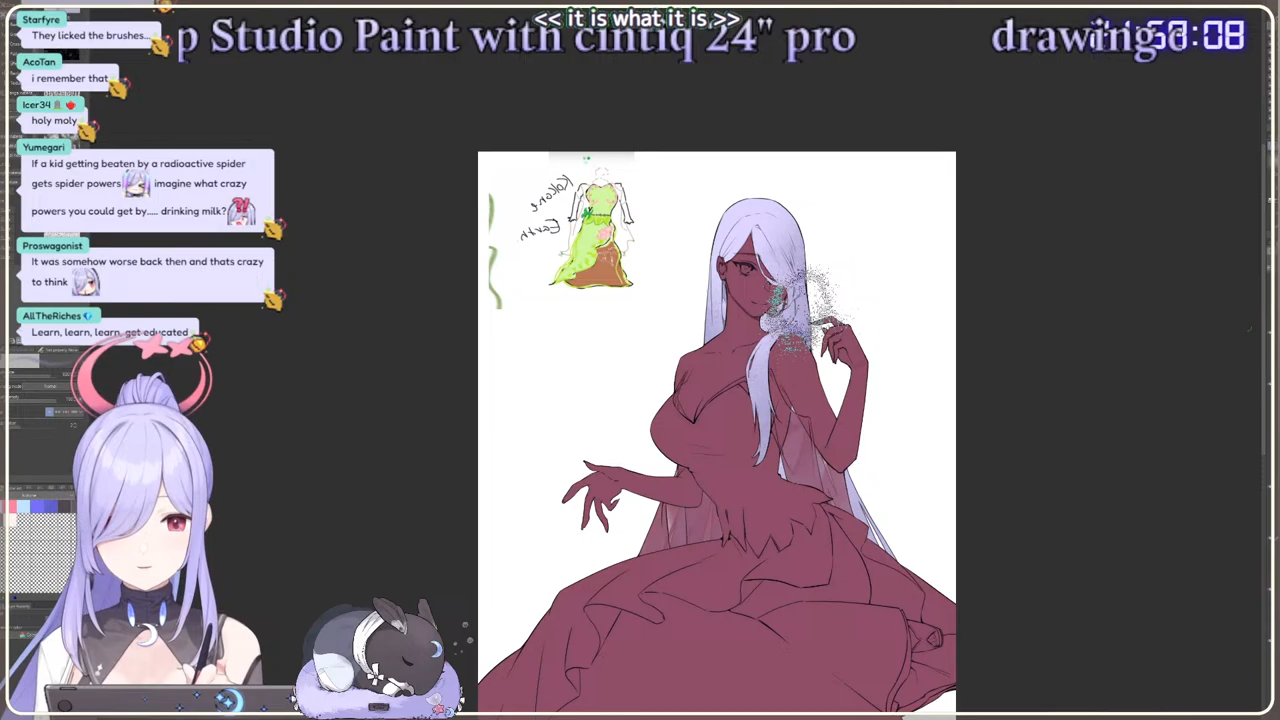 << it is what it is >>
p Studio Paint with cintiq 24" pro drawing
:08
Starfyre
They licked the brushes...
AcoTan
i remember that
Icer34
holy moly
Yumegari
If a kid getting beaten by a radioactive spider
gets spider powers imagine what crazy
powers you could get by..... drinking milk?
Proswagonist
It was somehow worse back then and thats crazy
to think
AllTheRiches
Learn, learn, learn, get educated
Earth